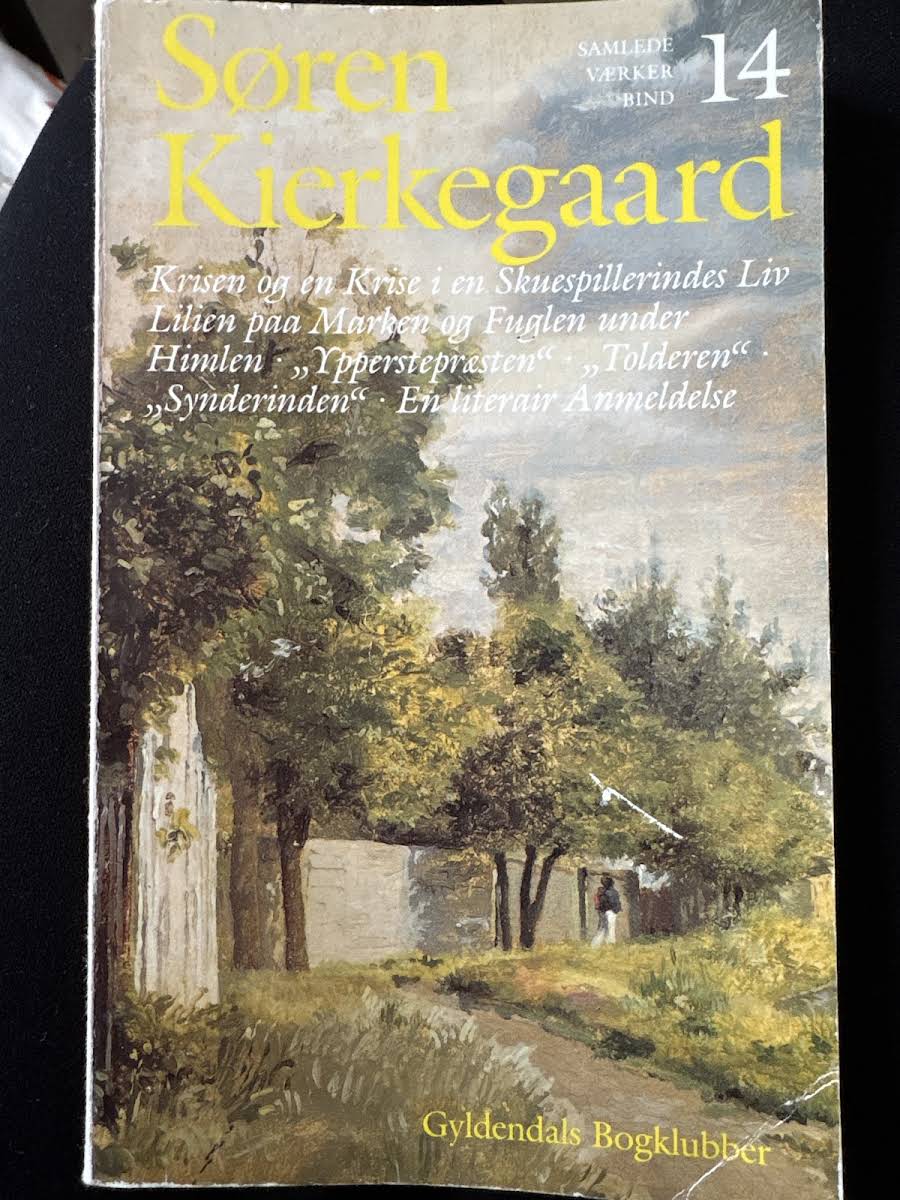 Søren
Kierkegaard
SAMLEDE
VÆRKER
BIND
14
Krisen og en Krise i en Skuespillerindes Liv
Lilien paa Marken og Fuglen under
Himlen · „Ypperstepræsten“ · „Tolderen“ ·
„Synderinden“ · En literair Anmeldelse
Gyldendals Bogklubber